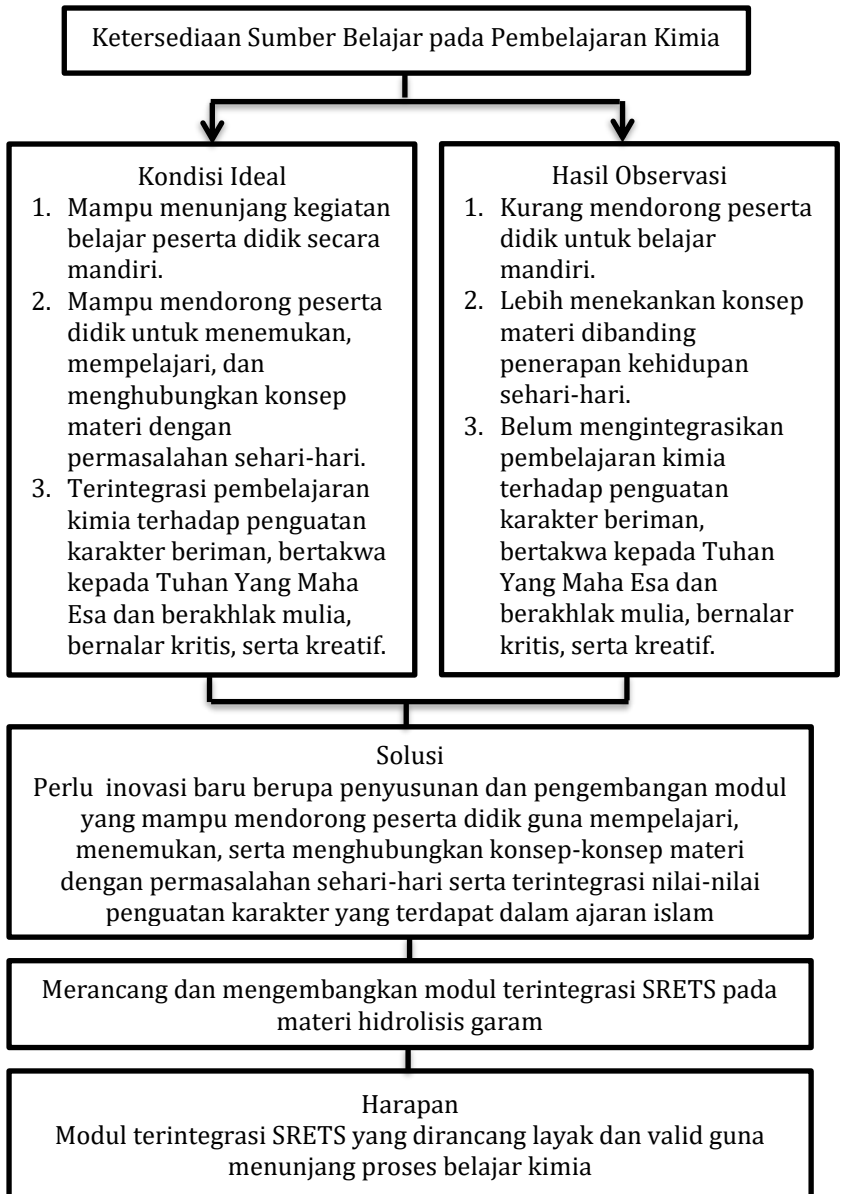 Ketersediaan Sumber Belajar pada Pembelajaran Kimia
Kondisi Ideal
1. Mampu menunjang kegiatan
belajar peserta didik secara
mandiri.
2. Mampu mendorong peserta
didik untuk menemukan,
mempelajari, dan
menghubungkan konsep
materi dengan
permasalahan sehari-hari.
3. Terintegrasi pembelajaran
kimia terhadap penguatan
karakter beriman, bertakwa
kepada Tuhan Yang Maha
Esa dan berakhlak mulia,
bernalar kritis, serta kreatif.
Hasil Observasi
1. Kurang mendorong peserta
didik untuk belajar
mandiri.
2. Lebih menekankan konsep
materi dibanding
penerapan kehidupan
sehari-hari.
3. Belum mengintegrasikan
pembelajaran kimia
terhadap penguatan
karakter beriman,
bertakwa kepada Tuhan
Yang Maha Esa dan
berakhlak mulia, bernalar
kritis, serta kreatif.
Solusi
Perlu inovasi baru berupa penyusunan dan pengembangan modul
yang mampu mendorong peserta didik guna mempelajari,
menemukan, serta menghubungkan konsep-konsep materi
dengan permasalahan sehari-hari serta terintegrasi nilai-nilai
penguatan karakter yang terdapat dalam ajaran islam
Merancang dan mengembangkan modul terintegrasi SRETS pada
materi hidrolisis garam
Harapan
Modul terintegrasi SRETS yang dirancang layak dan valid guna
menunjang proses belajar kimia